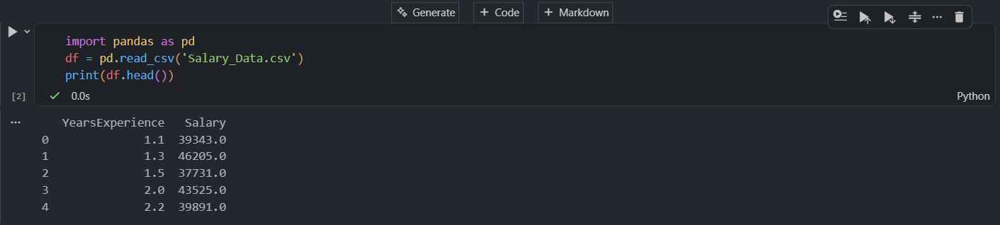 Generate + Code + Markdown
import pandas as pd
df = pd.read_csv('Salary_Data.csv')
print(df.head())
[2] 0.0s Python
... YearsExperience Salary
0 1.1 39343.0
1 1.3 46205.0
2 1.5 37731.0
3 2.0 43525.0
4 2.2 39891.0